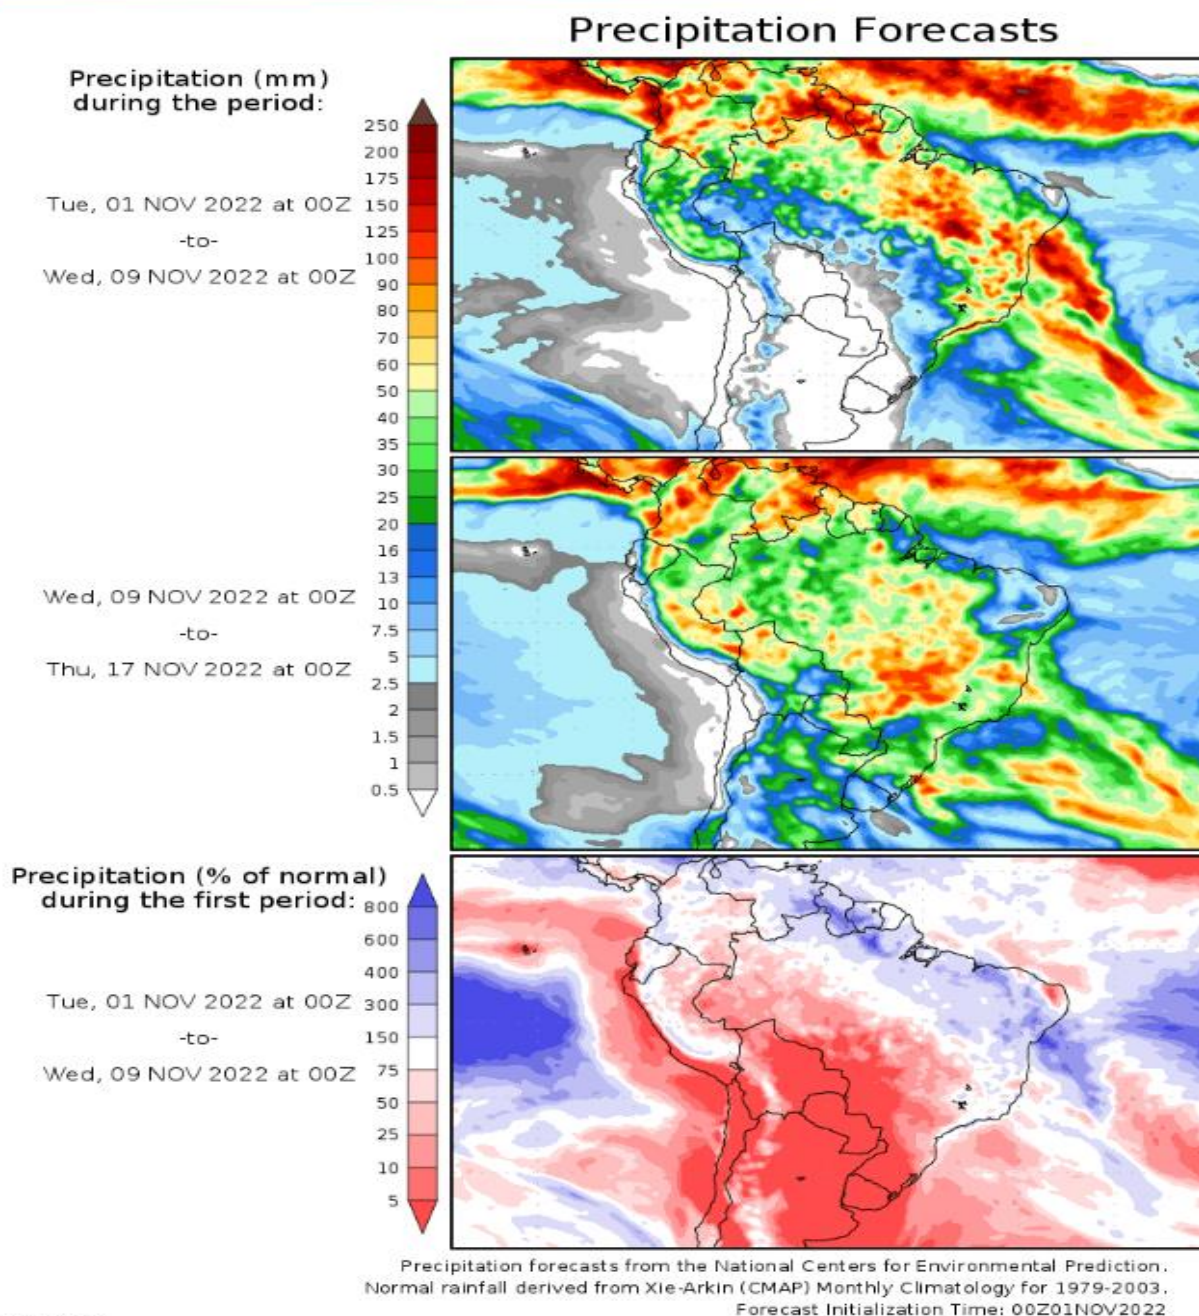 Precipitation Forecasts
Precipitation (mm)
during the period:
250
200
175
150
125
100
90
80
70
60
50
40
35
30
25
20
16
13
10
7.5
5
2.5
2
1.5
1
0.5
Tue, 01 NOV 2022 at 00Z
-to-
Wed, 09 NOV 2022 at 00Z
Wed, 09 NOV 2022 at 00Z
-to-
Thu, 17 NOV 2022 at 00Z
Precipitation (% of normal)
during the first period:
800
600
400
300
150
75
50
25
10
5
Tue, 01 NOV 2022 at 00Z
-to-
Wed, 09 NOV 2022 at 00Z
Precipitation forecasts from the National Centers for Environmental Prediction.
Normal rainfall derived from Xie-Arkin (CMAP) Monthly Climatology for 1979-2003.
Forecast Initialization Time: 00Z01NOV2022